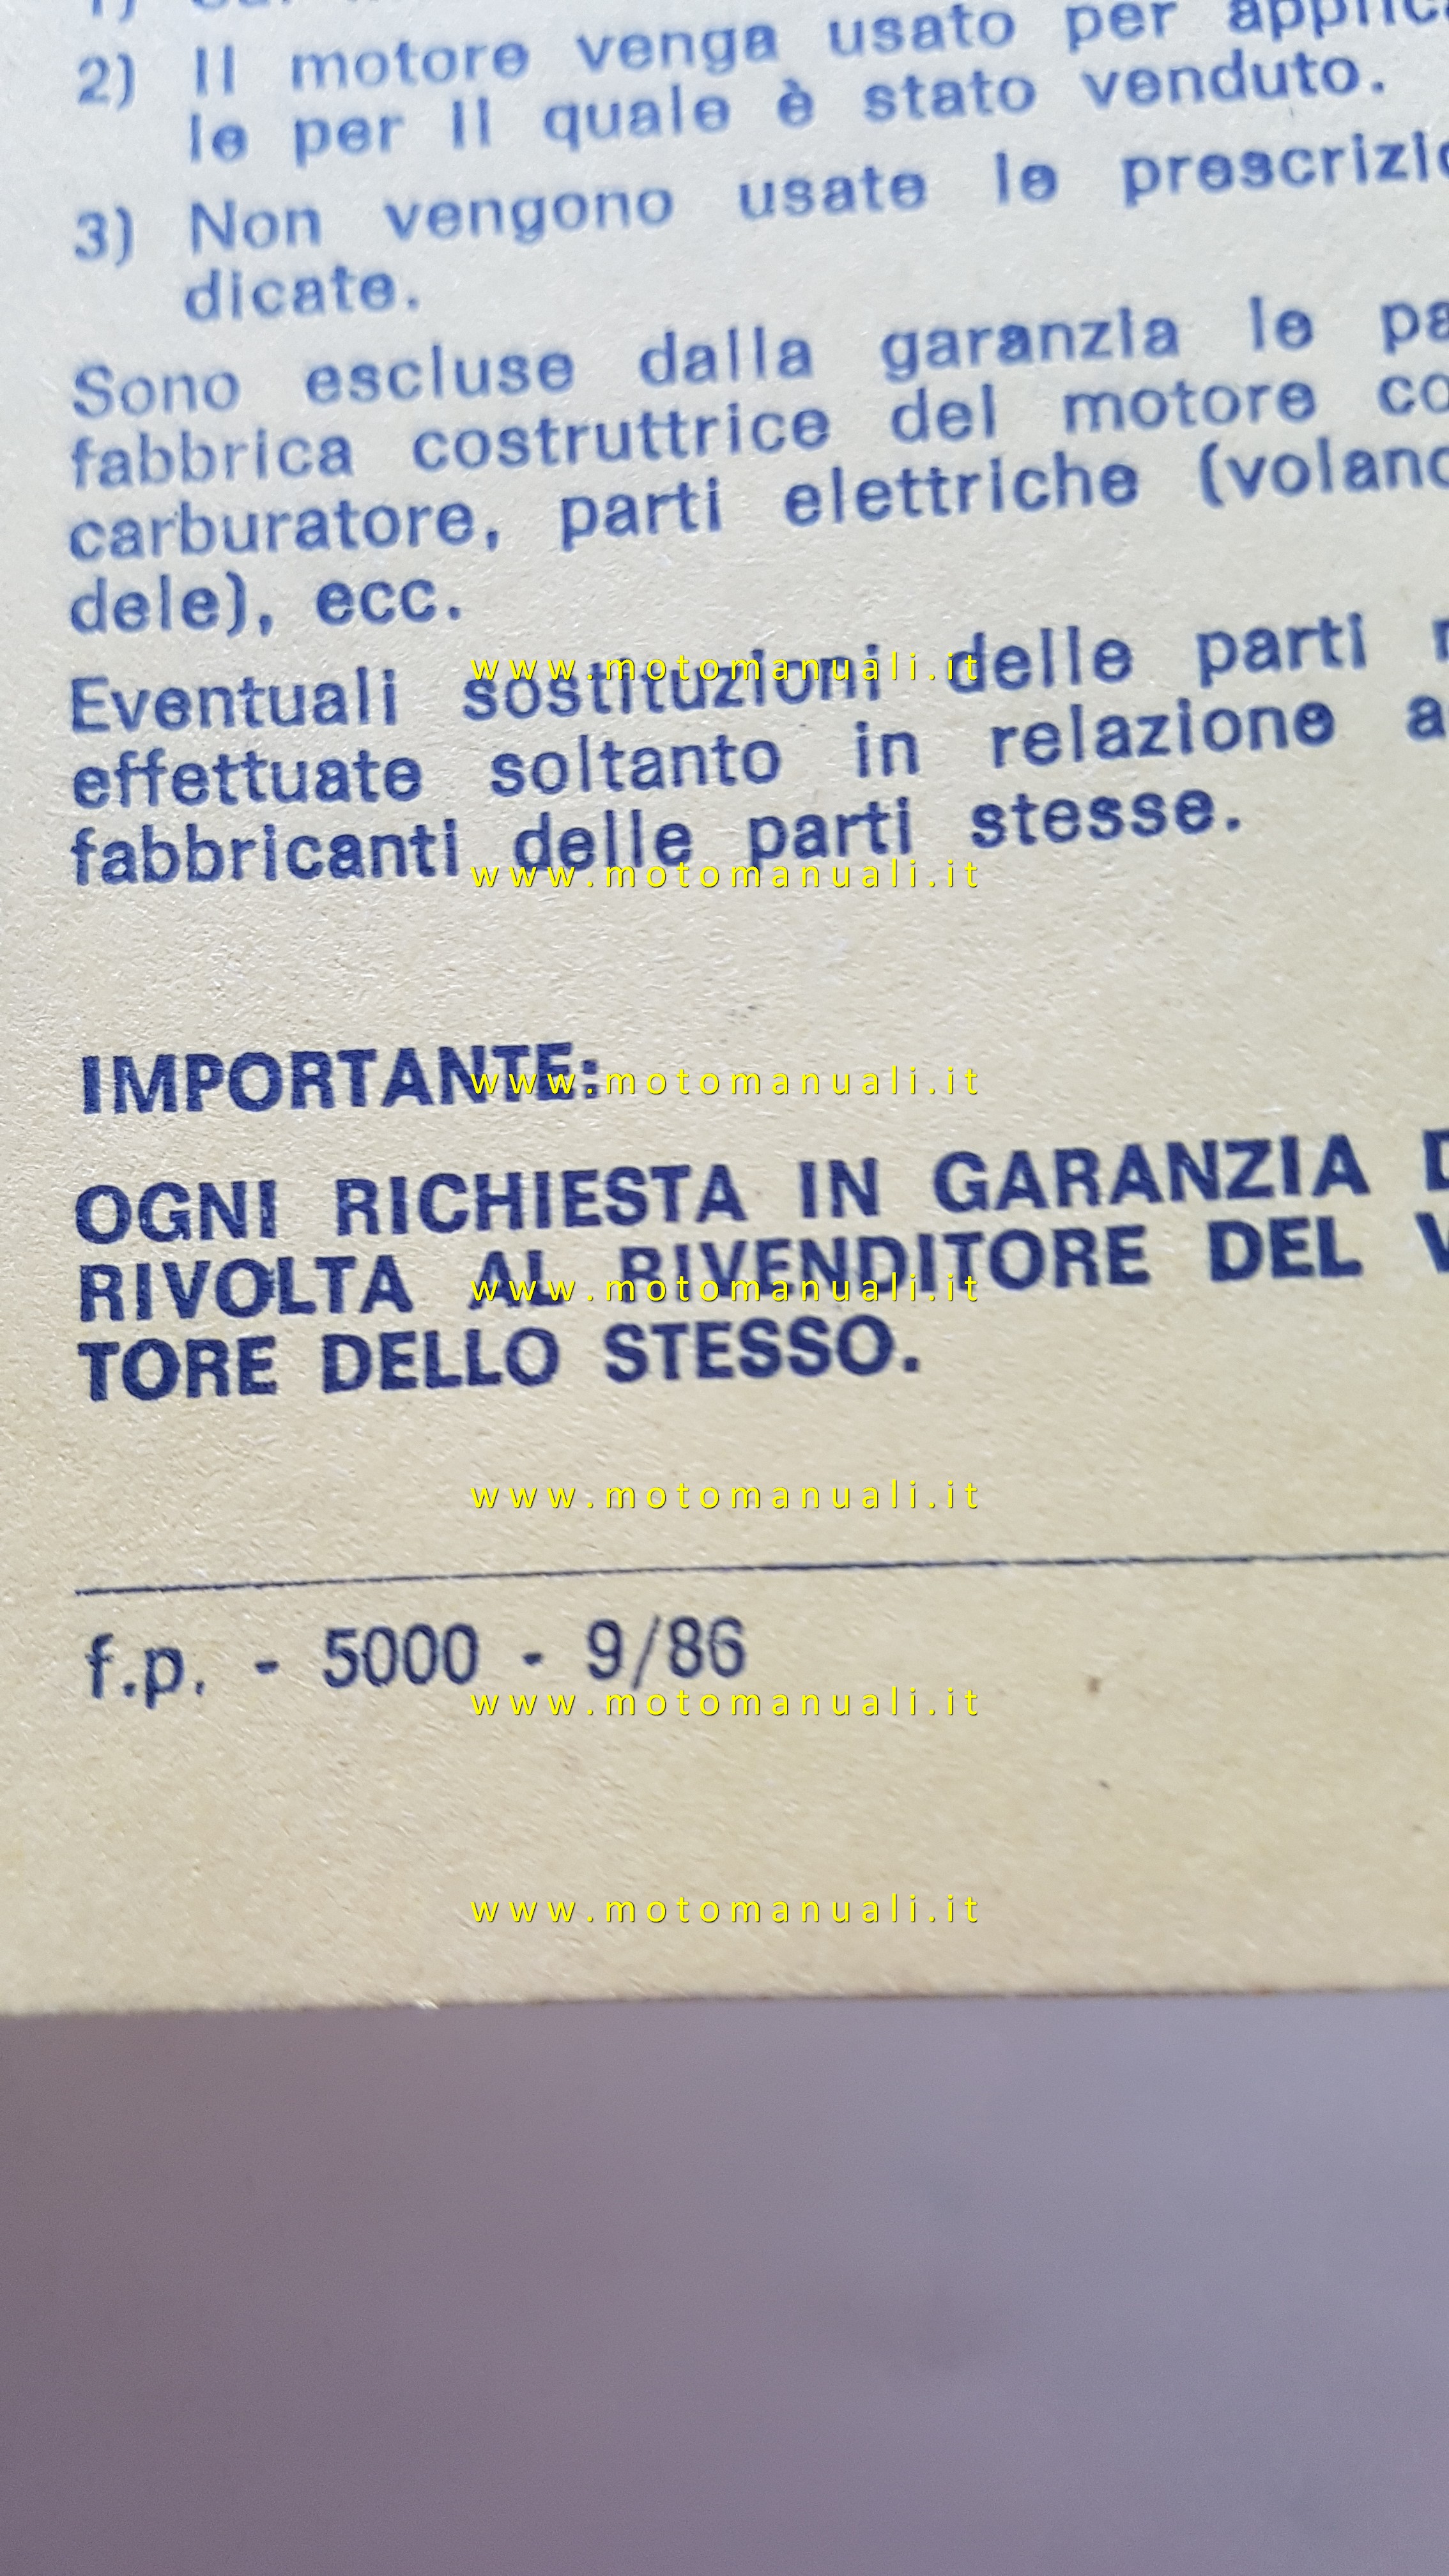 2) Il motore venga usato per applic
le per il quale è stato venduto.
3) Non vengono usate le prescrizio
dicate.
Sono escluse dalla garanzia le pa
fabbrica costruttrice del motore co
carburatore, parti elettriche (volano
dele), ecc.
Eventuali sostituzioni delle parti
www.motomanuali.it
effettuate soltanto in relazione a
fabbricanti delle parti stesse.
www.motomanuali.it
IMPORTANTE:
www.motomanuali.it
OGNI RICHIESTA IN GARANZIA D
RIVOLTA AL RIVENDITORE DEL V
www.motomanuali.it
TORE DELLO STESSO.
www.motomanuali.it
f.p. - 5000 - 9/86
www.motomanuali.it
www.motomanuali.it